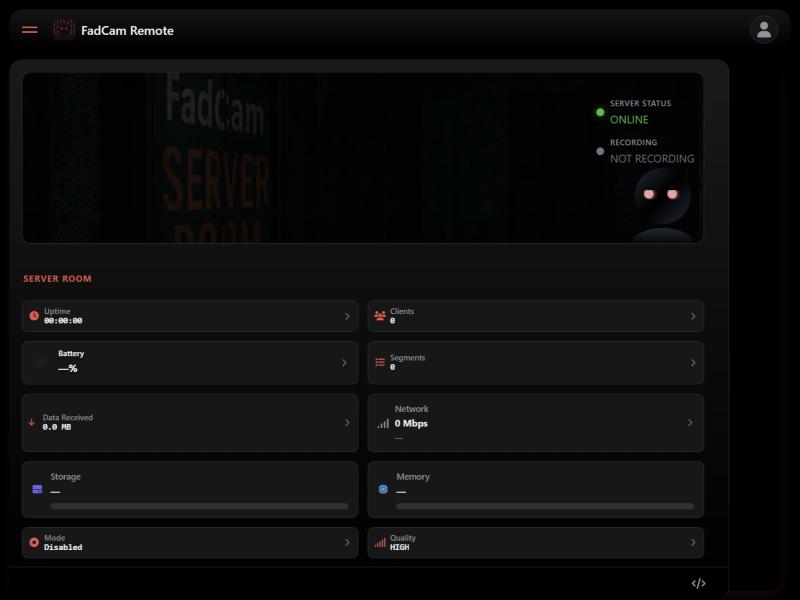 FadCam Remote
FadCam
SERVER
ROOM
SERVER STATUS
ONLINE
RECORDING
NOT RECORDING
SERVER ROOM
Uptime
00:00:00
Clients
0
Battery
—%
Segments
0
Data Received
0.0 MB
Network
0 Mbps
—
Storage
—
Memory
—
Mode
Disabled
Quality
HIGH